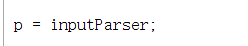 p = inputParser;